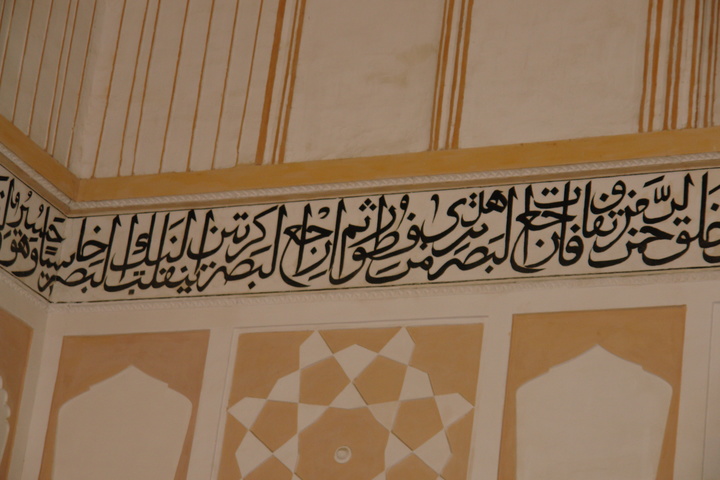 خلق الرحمن من تفاوت فارجع البصر هل ترى من فطور ثم ارجع البصر كرتين ينقلب اليك البصر خاسئا وهو حسير